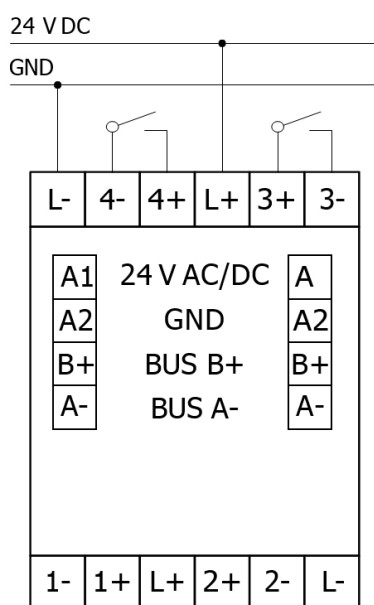 24 V DC
GND
L- 4- 4+ L+ 3+ 3-
A1 24 V AC/DC A
A2 GND A2
B+ BUS B+ B+
A- BUS A- A-
1- 1+ L+ 2+ 2- L-